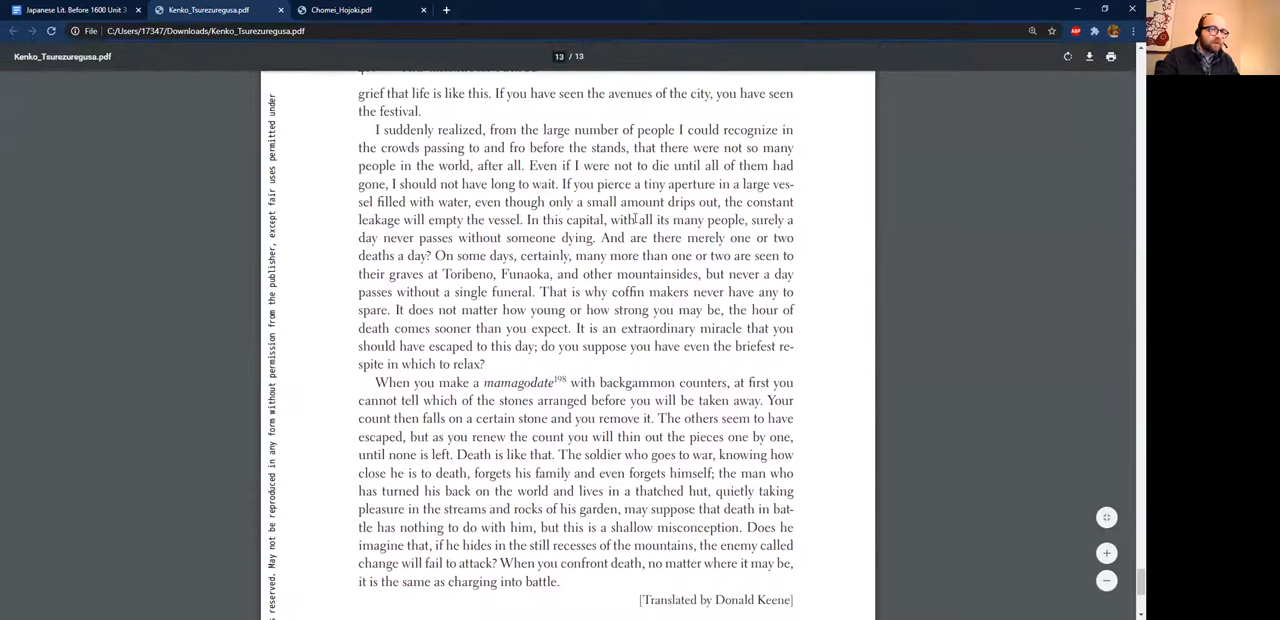 Japanese Lit. Before 1600 Unit 3
Kenko_Tsurezuregusa.pdf
Chomei_Hojoki.pdf
File
C:/Users/17347/Downloads/Kenko_Tsurezuregusa.pdf
ABP
Kenko_Tsurezuregusa.pdf
13 / 13
grief that life is like this. If you have seen the avenues of the city, you have seen
the festival.
I suddenly realized, from the large number of people I could recognize in
the crowds passing to and fro before the stands, that there were not so many
people in the world, after all. Even if I were not to die until all of them had
gone, I should not have long to wait. If you pierce a tiny aperture in a large ves-
sel filled with water, even though only a small amount drips out, the constant
leakage will empty the vessel. In this capital, with all its many people, surely a
day never passes without someone dying. And are there merely one or two
deaths a day? On some days, certainly, many more than one or two are seen to
their graves at Toribeno, Funaoka, and other mountainsides, but never a day
passes without a single funeral. That is why coffin makers never have any to
spare. It does not matter how young or how strong you may be, the hour of
death comes sooner than you expect. It is an extraordinary miracle that you
should have escaped to this day; do you suppose you have even the briefest re-
spite in which to relax?
When you make a mamagodate198 with backgammon counters, at first you
cannot tell which of the stones arranged before you will be taken away. Your
count then falls on a certain stone and you remove it. The others seem to have
escaped, but as you renew the count you will thin out the pieces one by one,
until none is left. Death is like that. The soldier who goes to war, knowing how
close he is to death, forgets his family and even forgets himself; the man who
has turned his back on the world and lives in a thatched hut, quietly taking
pleasure in the streams and rocks of his garden, may suppose that death in bat-
tle has nothing to do with him, but this is a shallow misconception. Does he
imagine that, if he hides in the still recesses of the mountains, the enemy called
change will fail to attack? When you confront death, no matter where it may be,
it is the same as charging into battle.
[Translated by Donald Keene]
s reserved. May not be reproduced in any form without permission from the publisher, except fair uses permitted under